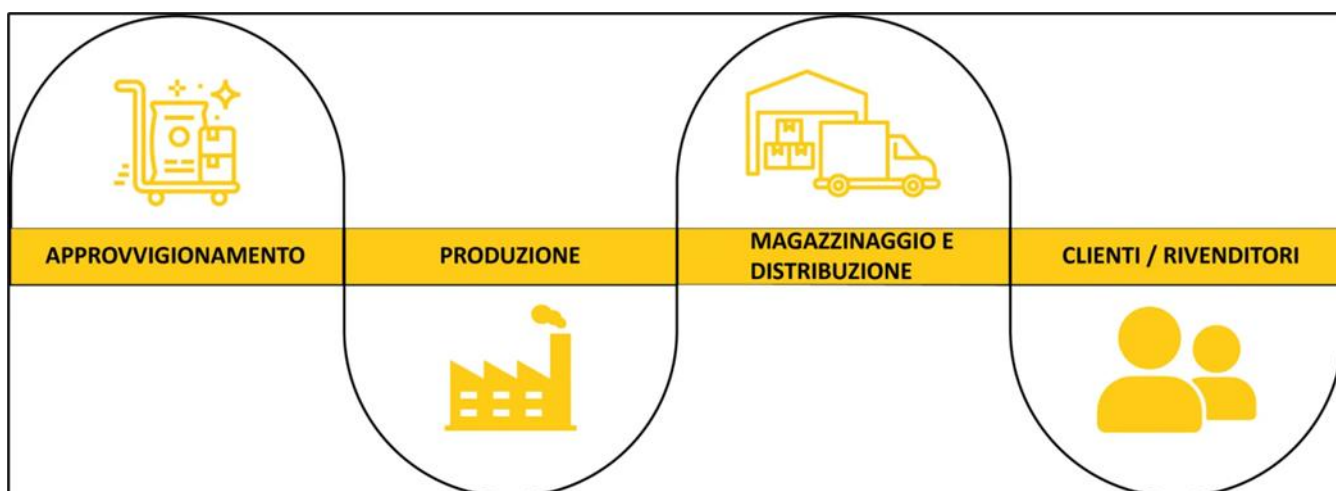 APPROVVIGIONAMENTO
PRODUZIONE
MAGAZZINAGGIO E
DISTRIBUZIONE
CLIENTI / RIVENDITORI